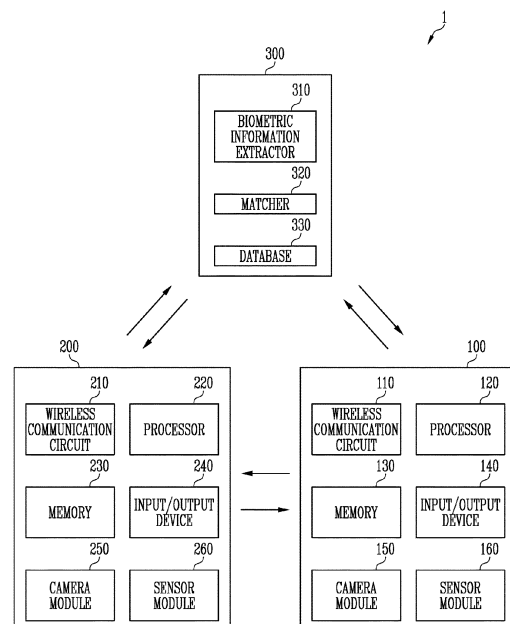 1
300
310
BIOMETRIC
INFORMATION
EXTRACTOR
320
MATCHER
330
DATABASE
200
210
WIRELESS
COMMUNICATION
CIRCUIT
220
PROCESSOR
230
MEMORY
240
INPUT/OUTPUT
DEVICE
250
CAMERA
MODULE
260
SENSOR
MODULE
100
110
WIRELESS
COMMUNICATION
CIRCUIT
120
PROCESSOR
130
MEMORY
140
INPUT/OUTPUT
DEVICE
150
CAMERA
MODULE
160
SENSOR
MODULE